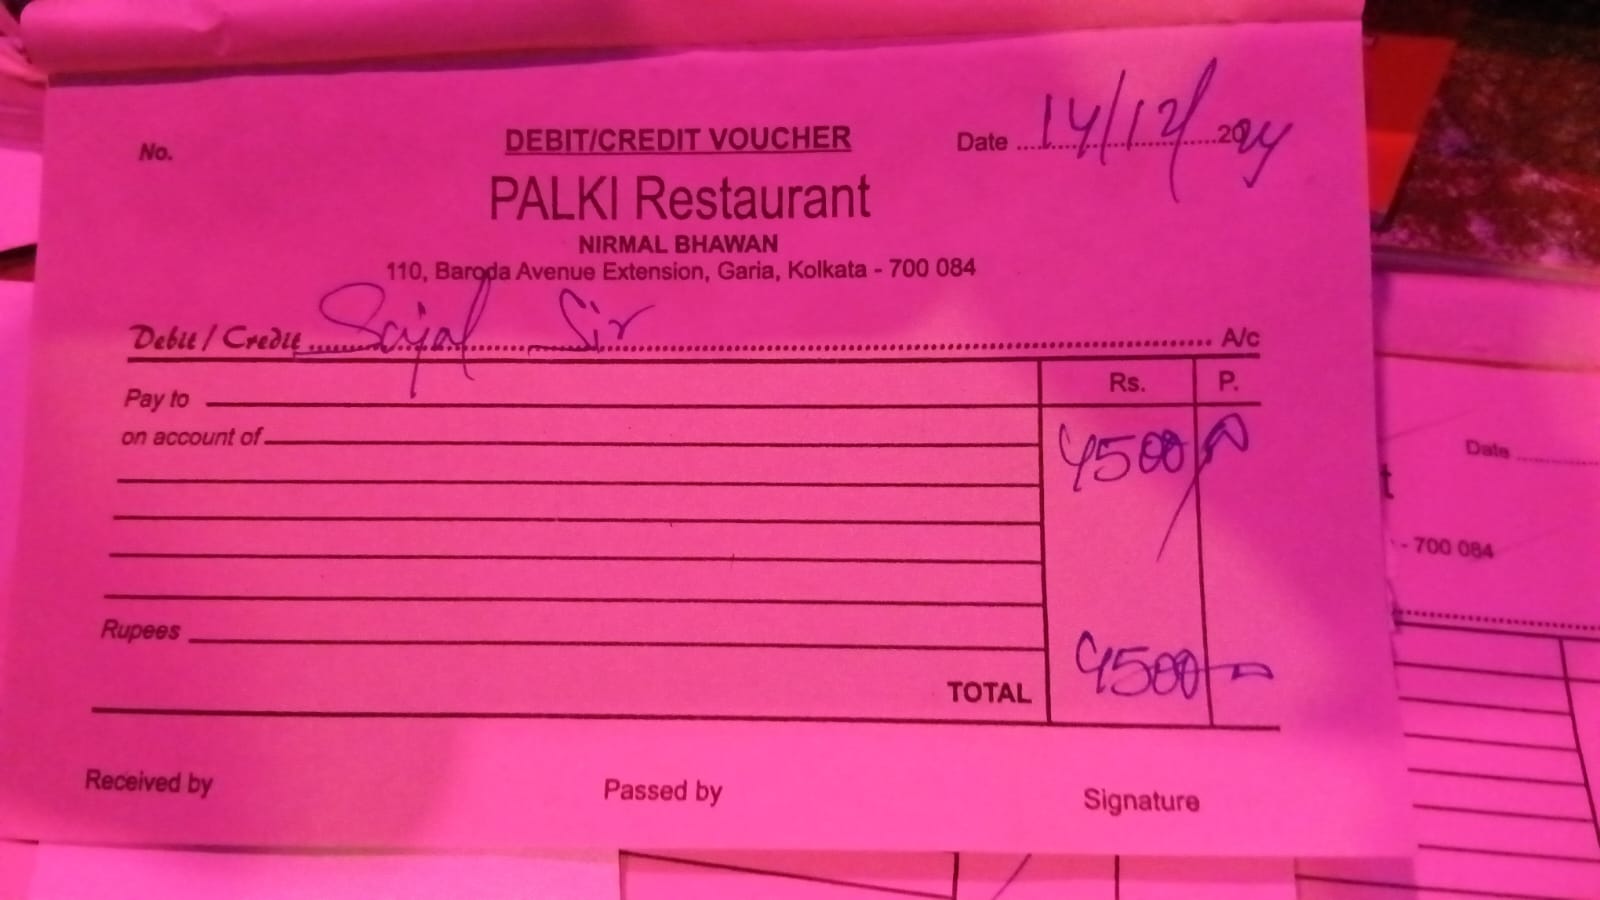 No.
DEBIT/CREDIT VOUCHER
Date 14/12/2024
PALKI Restaurant
NIRMAL BHAWAN
110, Baroda Avenue Extension, Garia, Kolkata - 700 084
Debit / Credit Sajal Sir A/c
Rs. P.
Pay to
on account of
4500
Rupees
TOTAL 4500
Received by Passed by Signature
Date
t
- 700 084